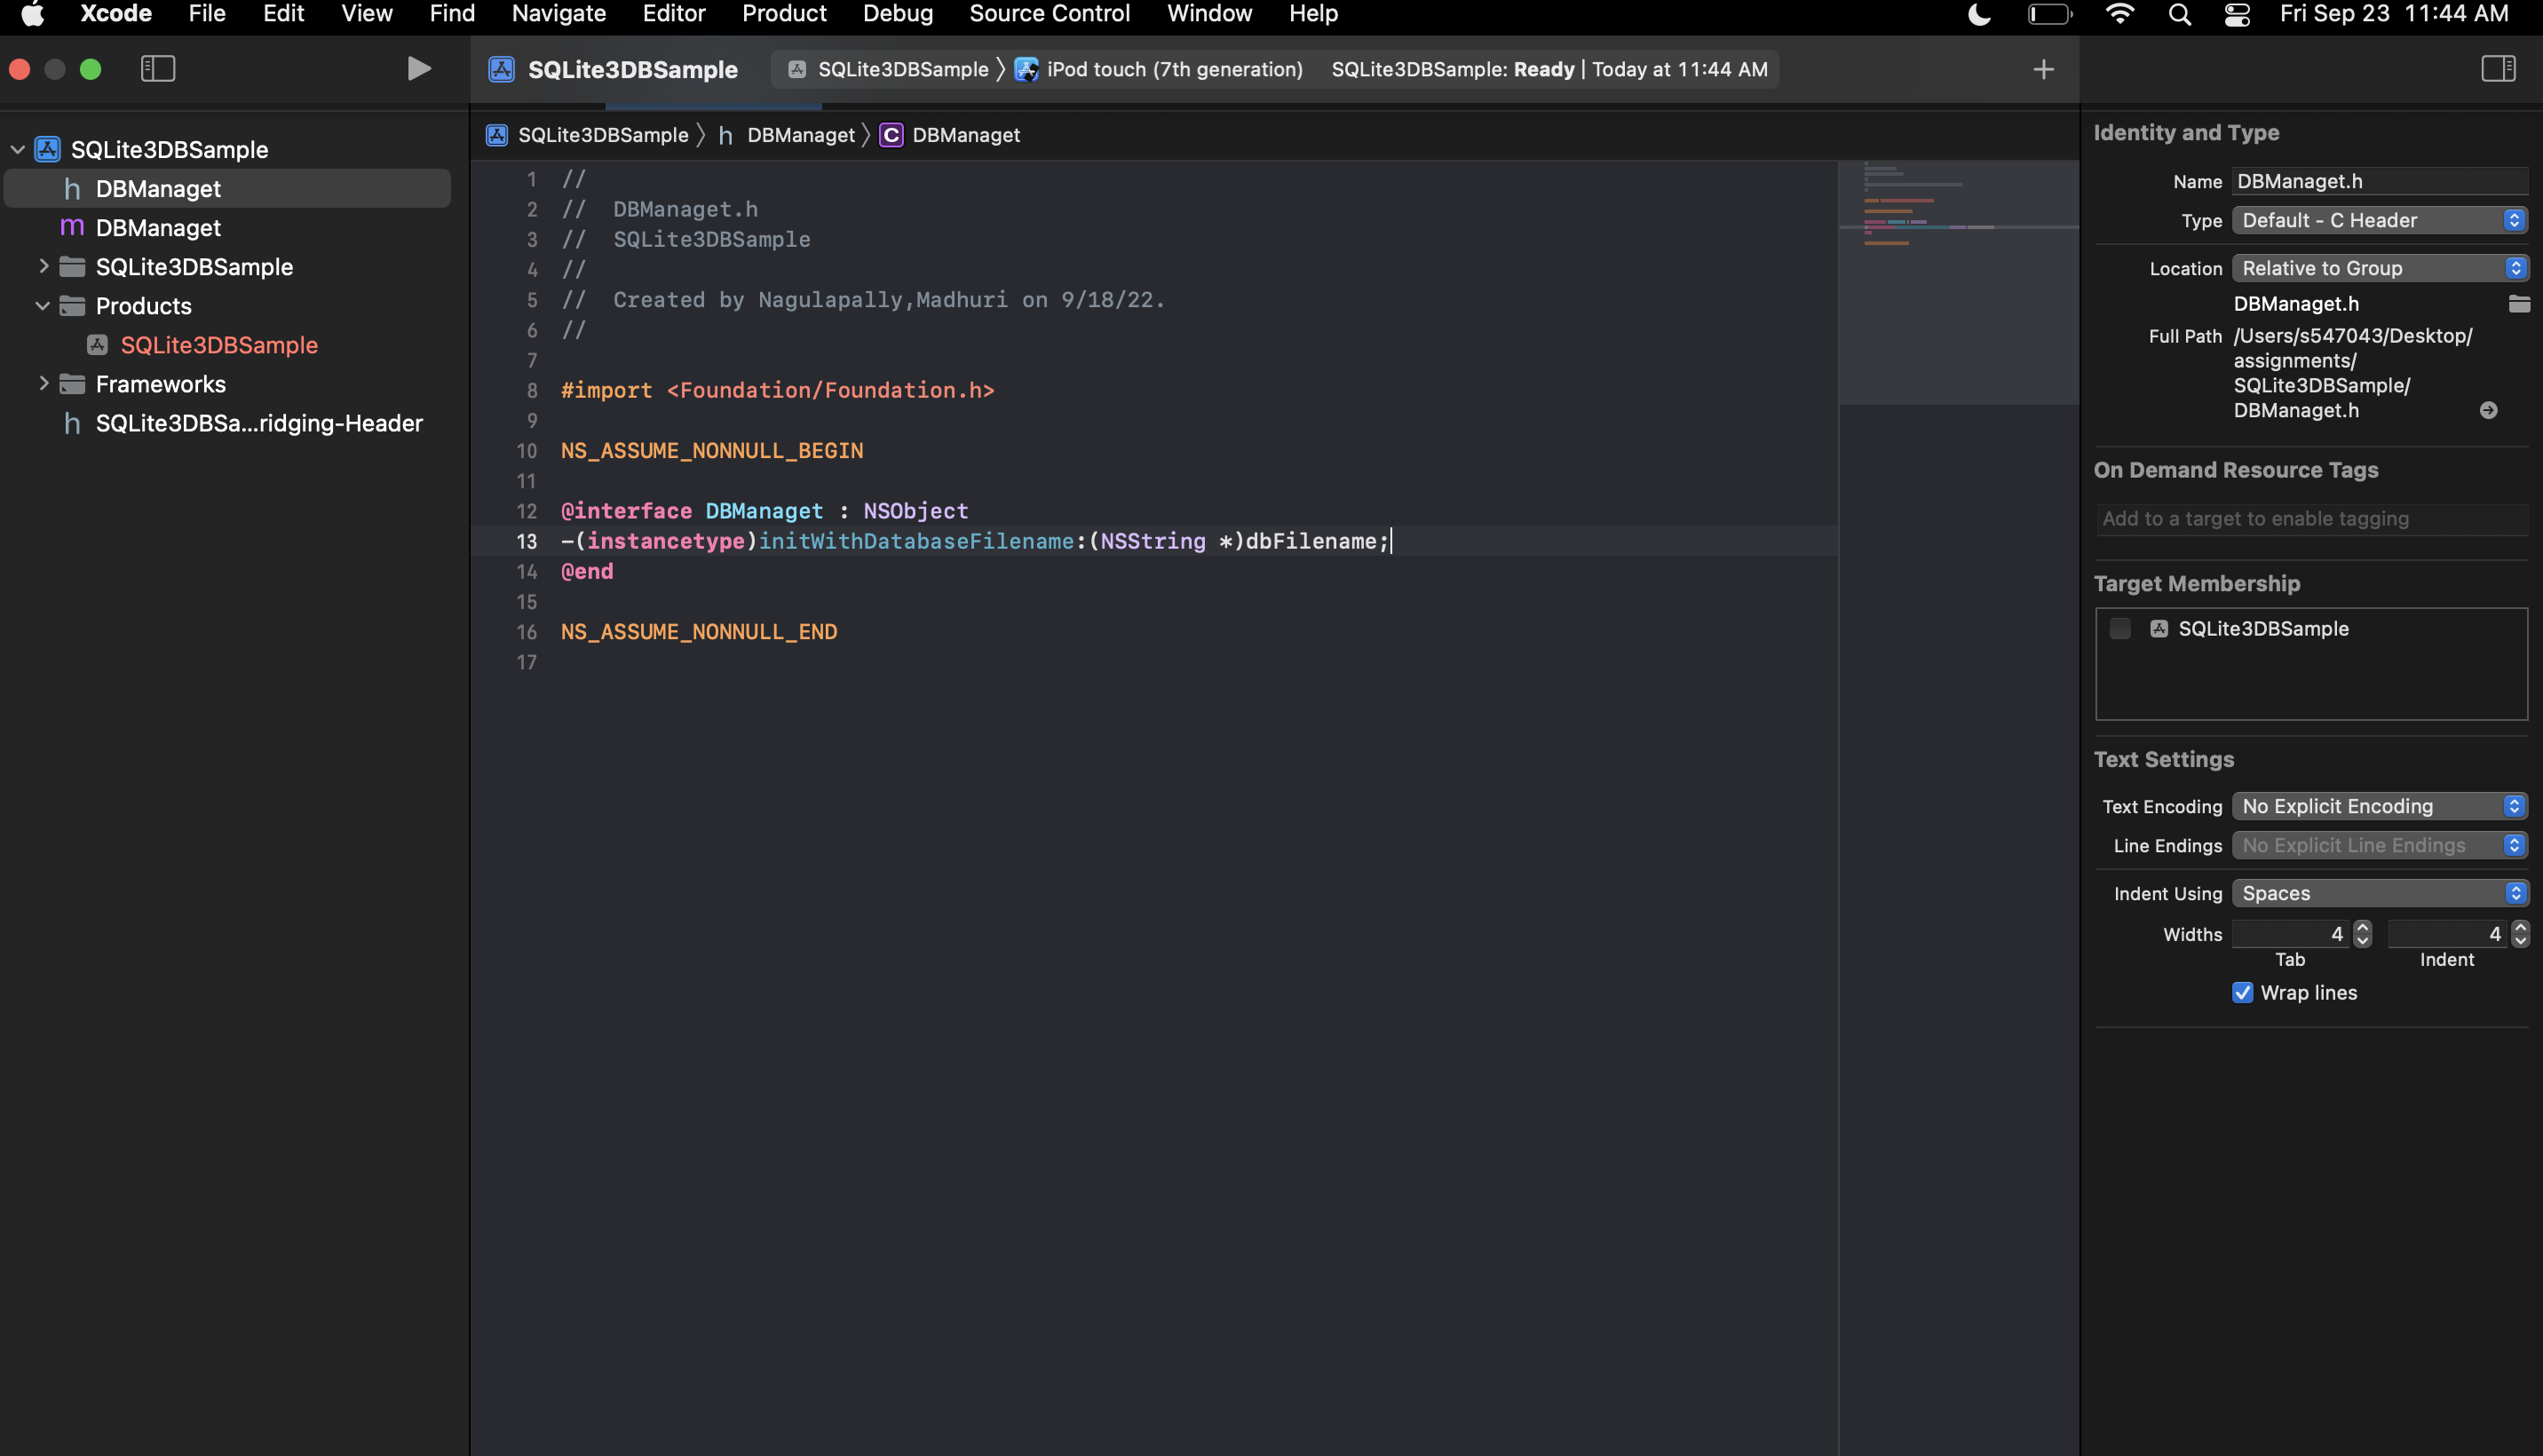 Xcode File Edit View Find Navigate Editor Product Debug Source Control Window Help Fri Sep 23 11:44 AM
SQLite3DBSample SQLite3DBSample 〉 iPod touch (7th generation) SQLite3DBSample: Ready | Today at 11:44 AM
SQLite3DBSample
h DBManaget
m DBManaget
SQLite3DBSample
Products
SQLite3DBSample
Frameworks
h SQLite3DBSa...ridging-Header
SQLite3DBSample 〉 h DBManaget 〉 C DBManaget
1 //
2 //  DBManaget.h
3 //  SQLite3DBSample
4 //
5 //  Created by Nagulapally,Madhuri on 9/18/22.
6 //
7
8 #import <Foundation/Foundation.h>
9
10 NS_ASSUME_NONNULL_BEGIN
11
12 @interface DBManaget : NSObject
13 -(instancetype)initWithDatabaseFilename:(NSString *)dbFilename;
14 @end
15
16 NS_ASSUME_NONNULL_END
17
Identity and Type
Name DBManaget.h
Type Default - C Header
Location Relative to Group
DBManaget.h
Full Path /Users/s547043/Desktop/
assignments/
SQLite3DBSample/
DBManaget.h
On Demand Resource Tags
Add to a target to enable tagging
Target Membership
SQLite3DBSample
Text Settings
Text Encoding No Explicit Encoding
Line Endings No Explicit Line Endings
Indent Using Spaces
Widths 4 4
Tab Indent
Wrap lines